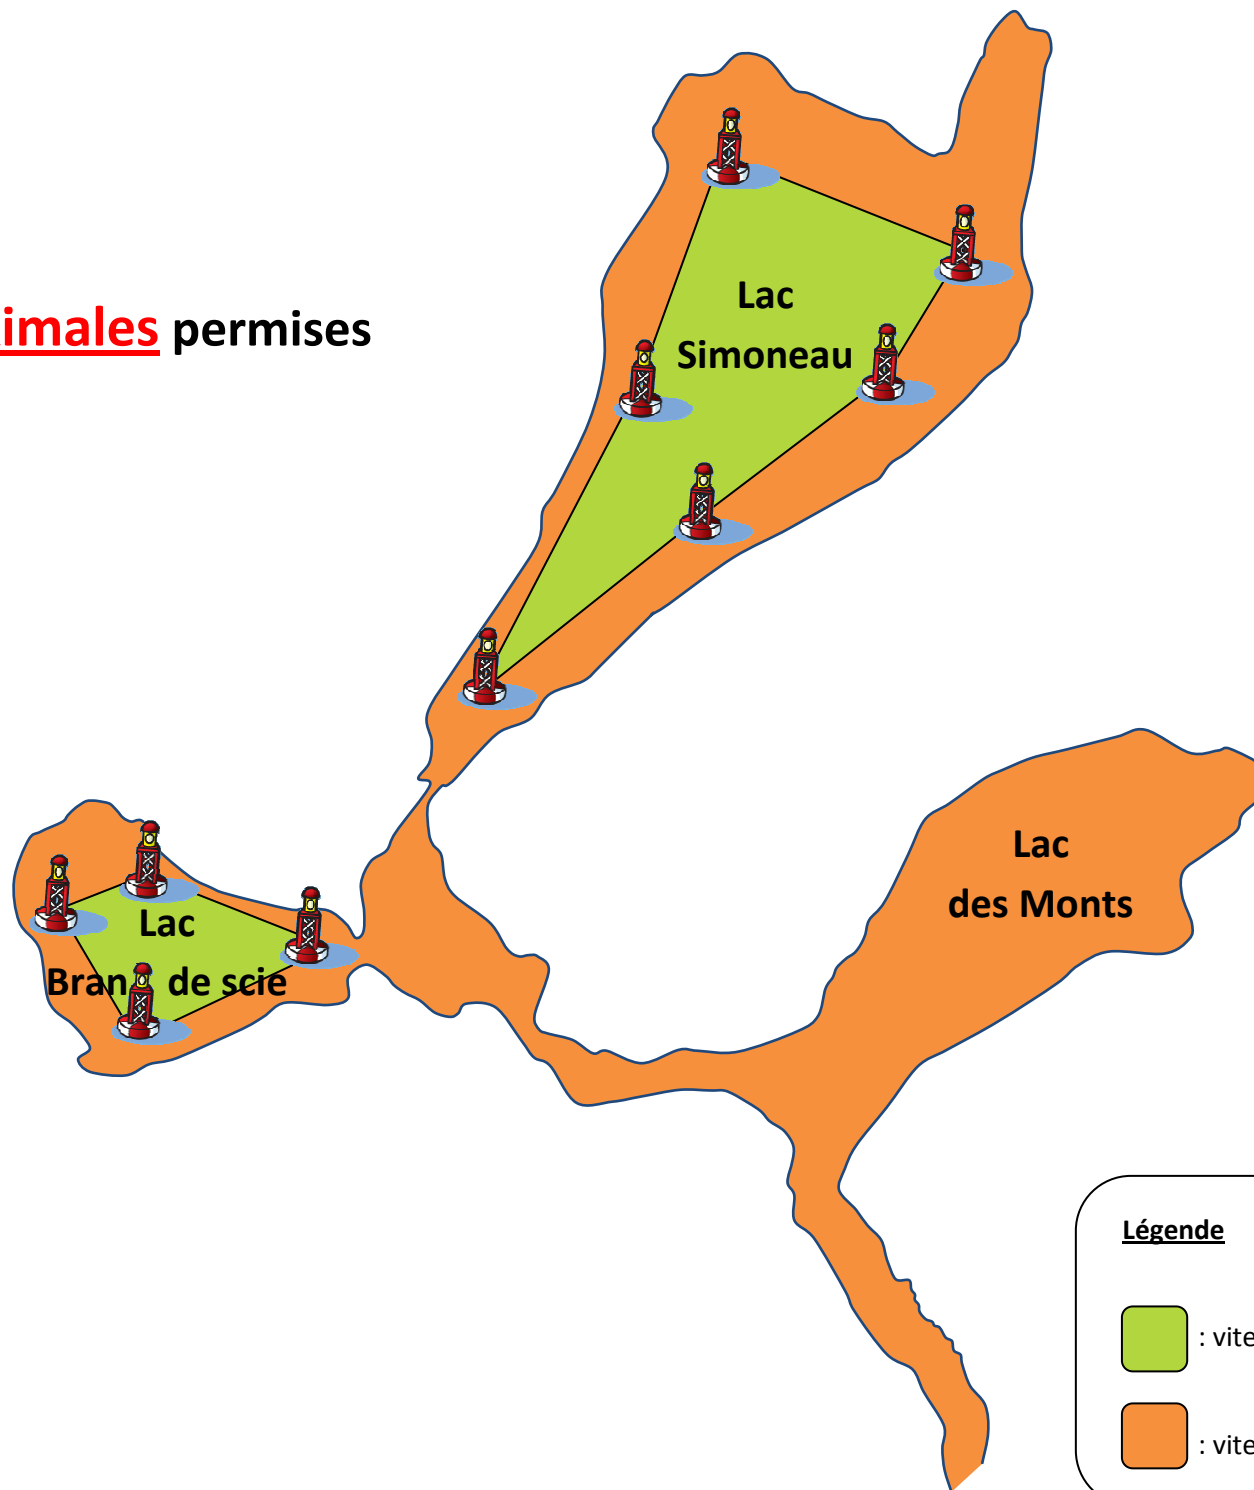 imales permises
Lac
Simoneau
Lac
des Monts
Lac
Bran de scie
Légende
: vite
: vite